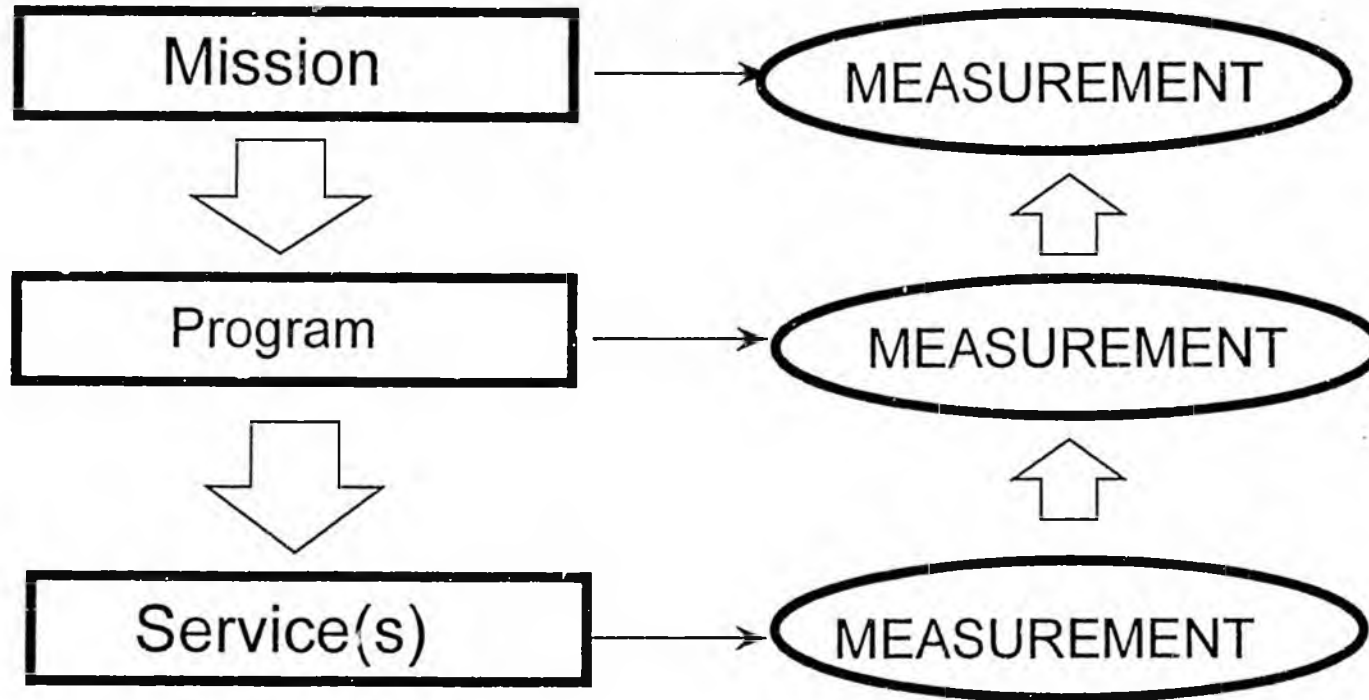 Mission
MEASUREMENT
Program
MEASUREMENT
Service(s)
MEASUREMENT